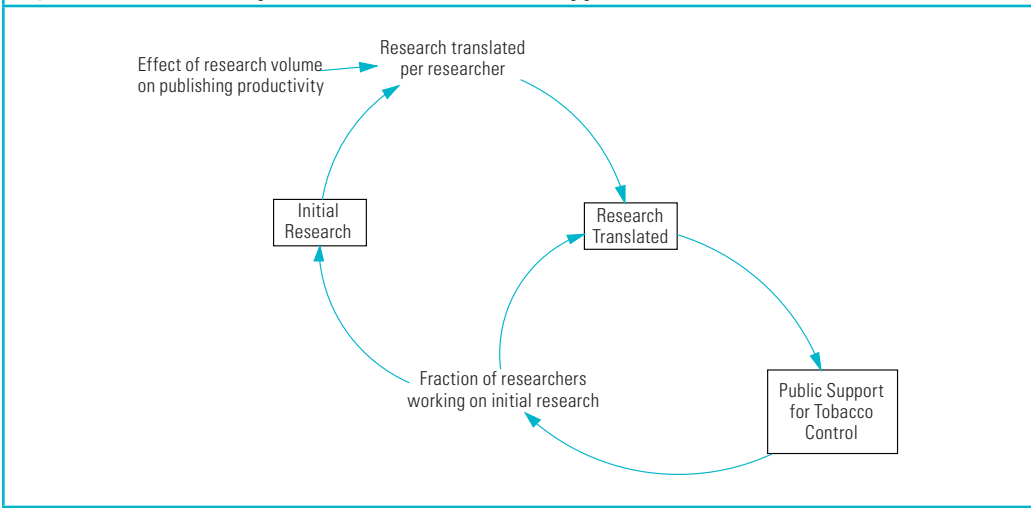 Effect of research volume
on publishing productivity
Research translated
per researcher
Initial
Research
Research
Translated
Fraction of researchers
working on initial research
Public Support
for Tobacco
Control